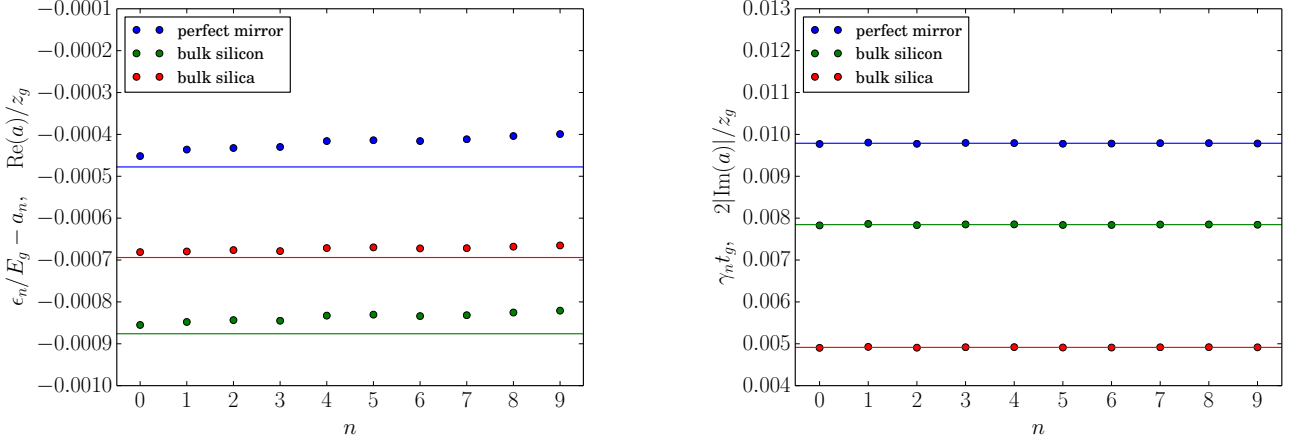 −0.0001
−0.0002
−0.0003
−0.0004
−0.0005
−0.0006
−0.0007
−0.0008
−0.0009
−0.0010
ϵₙ/E_g − aₙ, Re(a)/z_g
perfect mirror
bulk silicon
bulk silica
0 1 2 3 4 5 6 7 8 9
n
0.013
0.012
0.011
0.010
0.009
0.008
0.007
0.006
0.005
0.004
γₙt_g, 2|Im(a)|/z_g
perfect mirror
bulk silicon
bulk silica
0 1 2 3 4 5 6 7 8 9
n